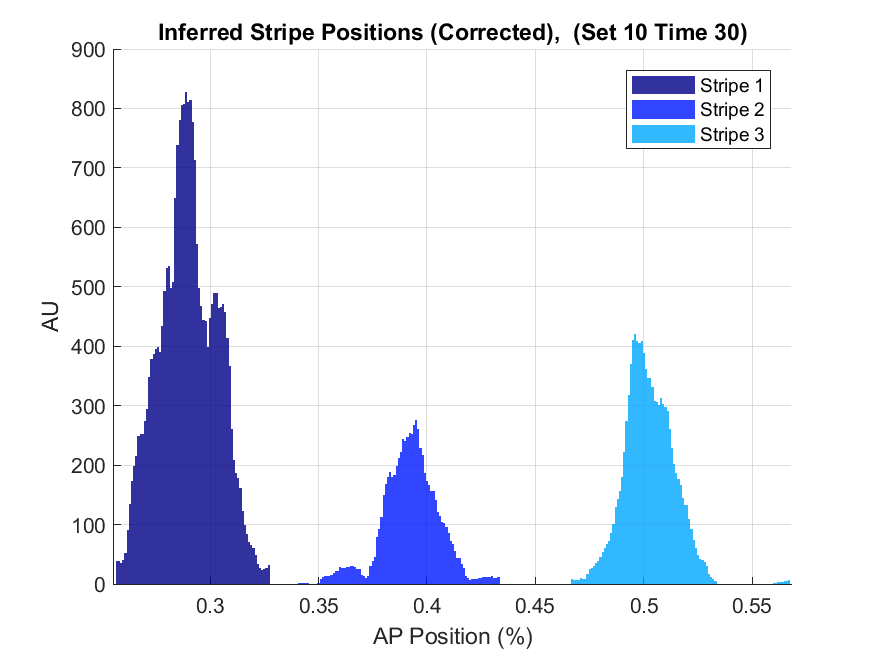 Inferred Stripe Positions (Corrected),  (Set 10 Time 30)
900
800
700
600
500
400
300
200
100
0
AU
Stripe 1
Stripe 2
Stripe 3
0.3 0.35 0.4 0.45 0.5 0.55
AP Position (%)